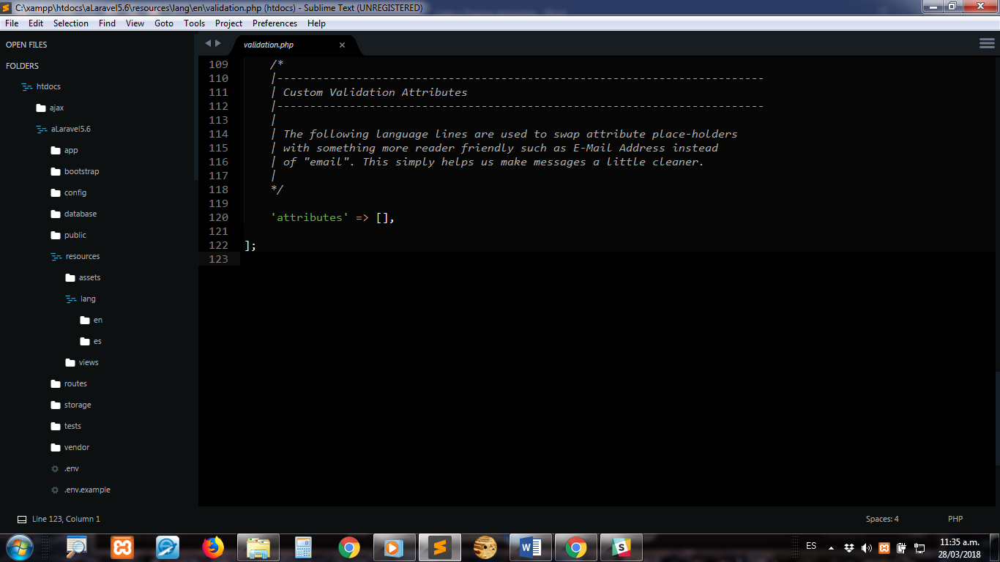 C:\xampp\htdocs\aLaravel5.6\resources\lang\en\validation.php (htdocs) - Sublime Text (UNREGISTERED)
File Edit Selection Find View Goto Tools Project Preferences Help
OPEN FILES
FOLDERS
htdocs
ajax
aLaravel5.6
app
bootstrap
config
database
public
resources
assets
lang
en
es
views
routes
storage
tests
vendor
.env
.env.example
validation.php
109 /*
110 |--------------------------------------------------------------------------
111 | Custom Validation Attributes
112 |--------------------------------------------------------------------------
113 |
114 | The following language lines are used to swap attribute place-holders
115 | with something more reader friendly such as E-Mail Address instead
116 | of "email". This simply helps us make messages a little cleaner.
117 |
118 */
119
120 'attributes' => [],
121
122 ];
123
Line 123, Column 1
Spaces: 4
PHP
ES
11:35 a.m.
28/03/2018